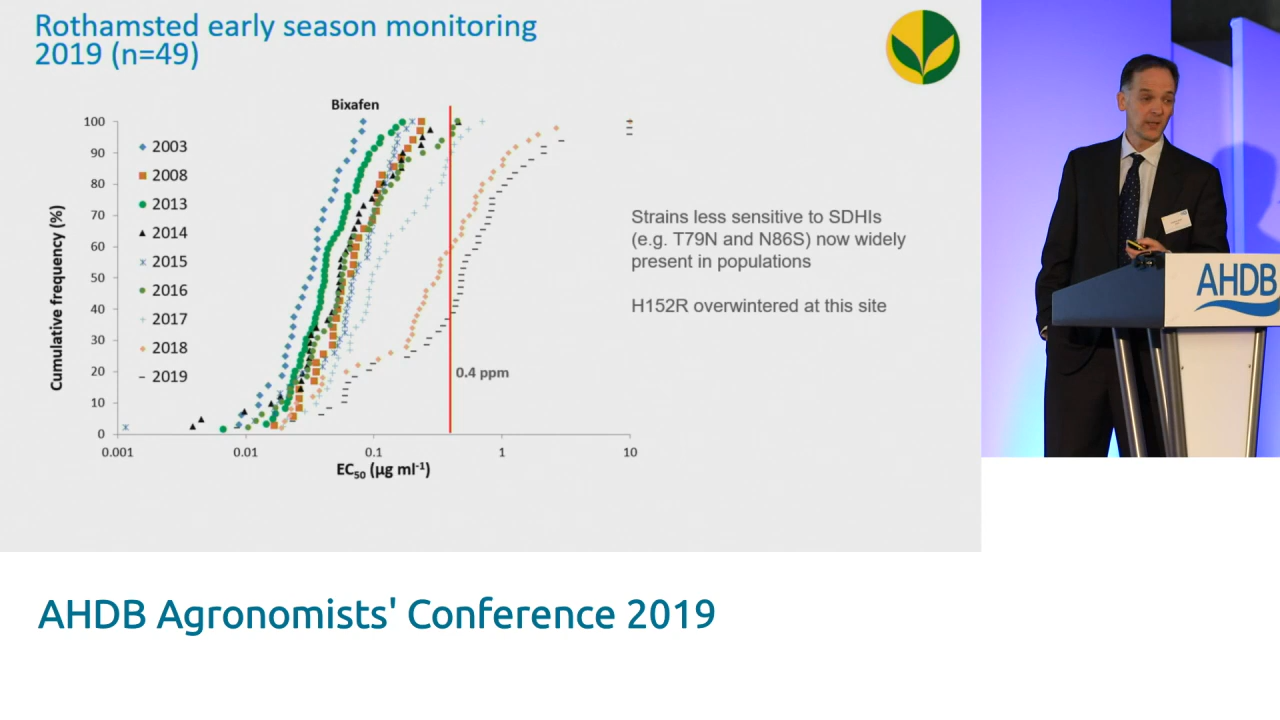 Rothamsted early season monitoring
2019 (n=49)
Bixafen
100
90
80
70
60
50
40
30
20
10
0
Cumulative frequency (%)
2003
2008
2013
2014
2015
2016
2017
2018
2019
0.4 ppm
0.001
0.01
0.1
1
10
EC50 (µg ml-1)
Strains less sensitive to SDHIs
(e.g. T79N and N86S) now widely
present in populations
H152R overwintered at this site
AHDB
AHDB Agronomists' Conference 2019